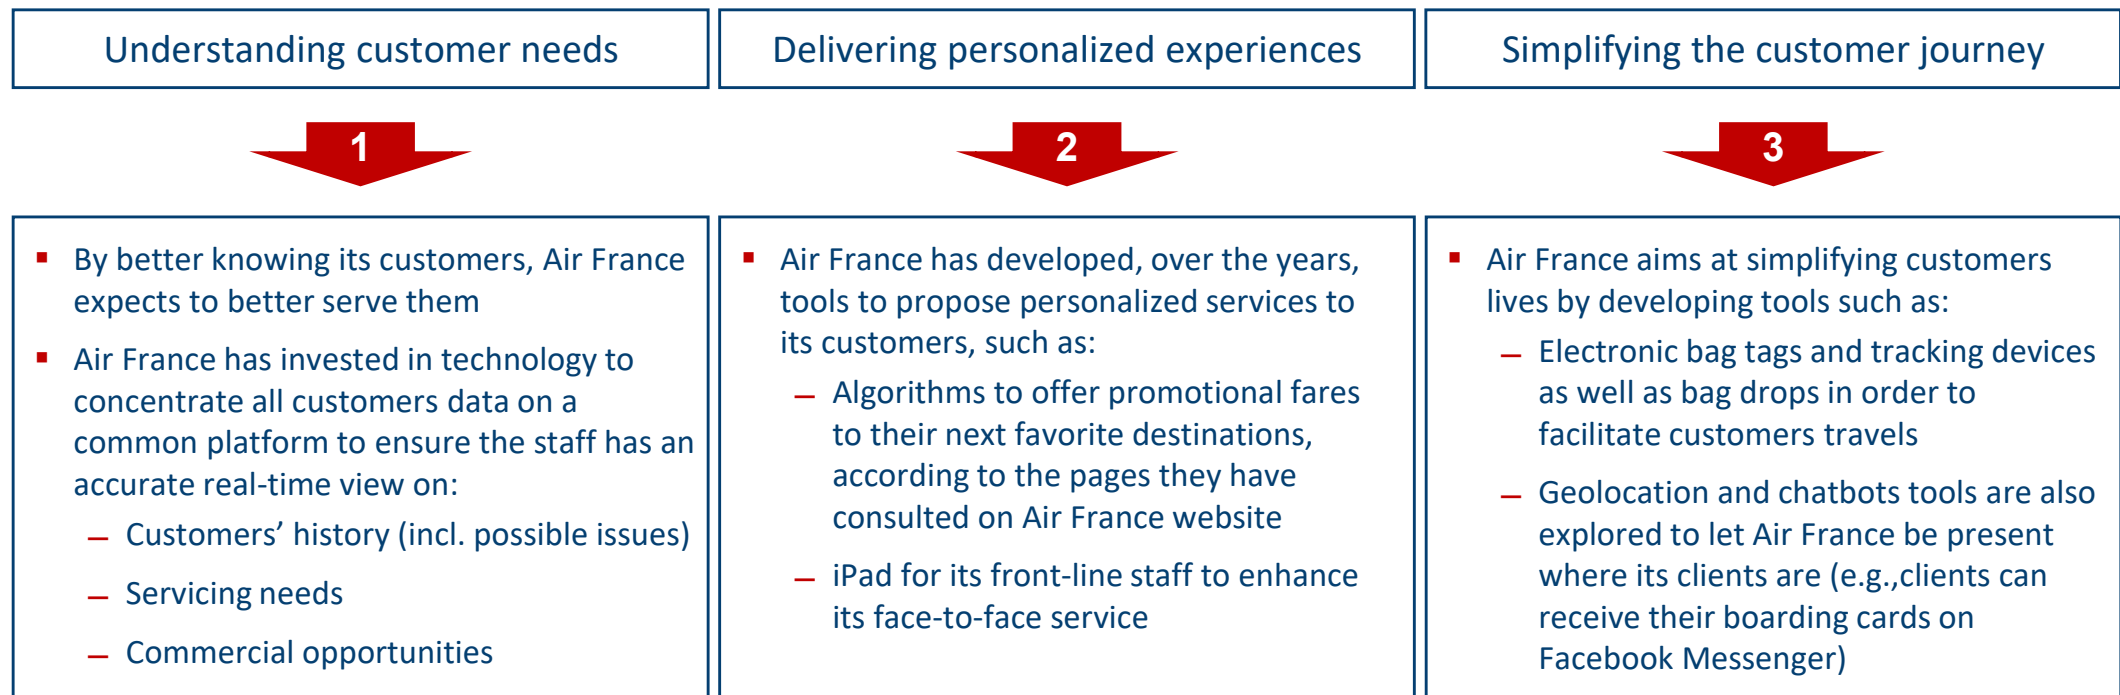 Understanding customer needs
1
▪ By better knowing its customers, Air France
expects to better serve them
▪ Air France has invested in technology to
concentrate all customers data on a
common platform to ensure the staff has an
accurate real-time view on:
– Customers’ history (incl. possible issues)
– Servicing needs
– Commercial opportunities
Delivering personalized experiences
2
▪ Air France has developed, over the years,
tools to propose personalized services to
its customers, such as:
– Algorithms to offer promotional fares
to their next favorite destinations,
according to the pages they have
consulted on Air France website
– iPad for its front-line staff to enhance
its face-to-face service
Simplifying the customer journey
3
▪ Air France aims at simplifying customers
lives by developing tools such as:
– Electronic bag tags and tracking devices
as well as bag drops in order to
facilitate customers travels
– Geolocation and chatbots tools are also
explored to let Air France be present
where its clients are (e.g.,clients can
receive their boarding cards on
Facebook Messenger)